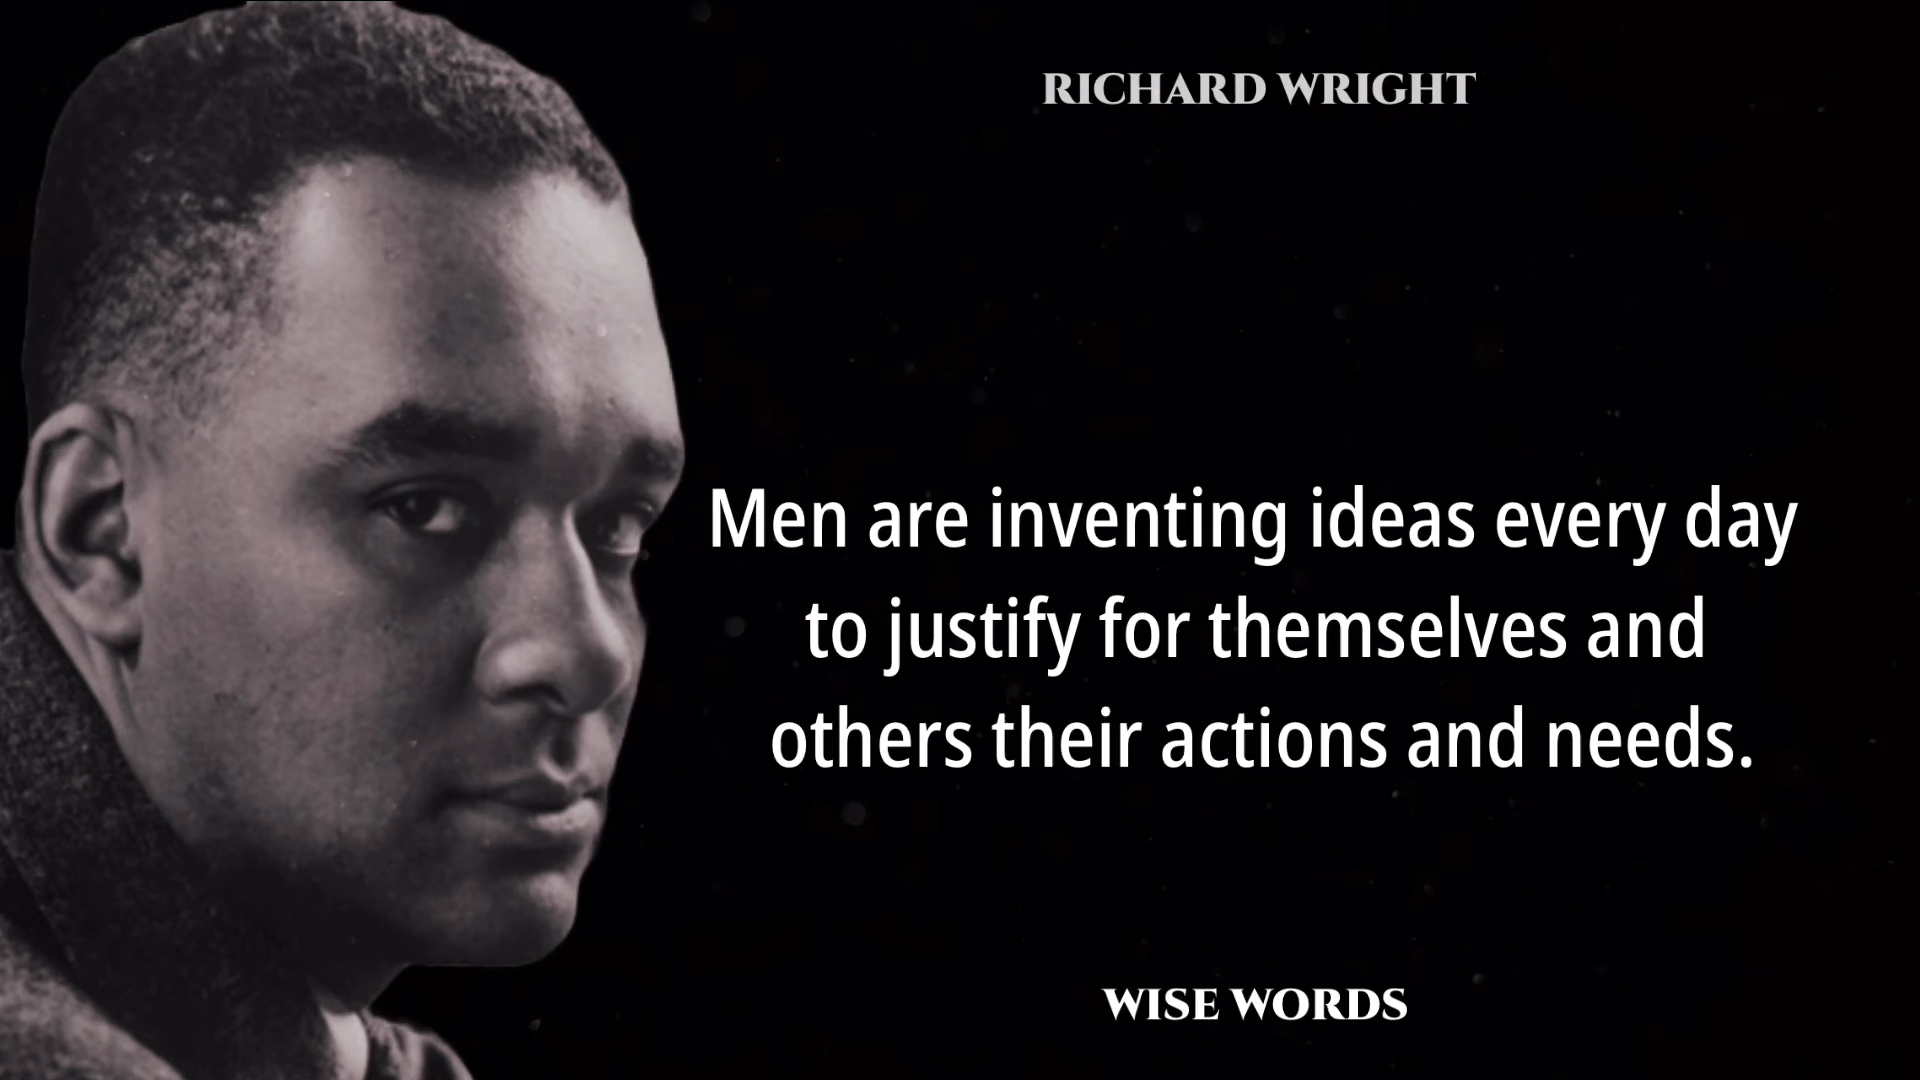 RICHARD WRIGHT
Men are inventing ideas every day
to justify for themselves and
others their actions and needs.
WISE WORDS